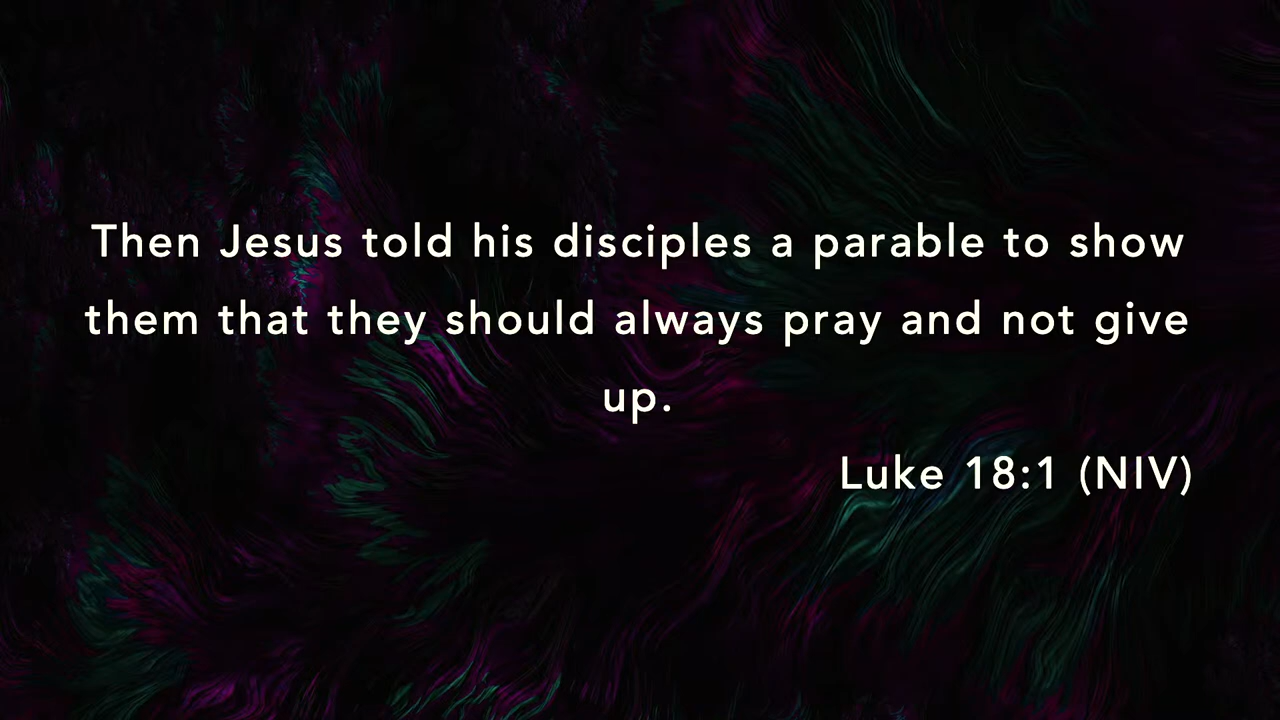 Then Jesus told his disciples a parable to show
them that they should always pray and not give
up.
Luke 18:1 (NIV)